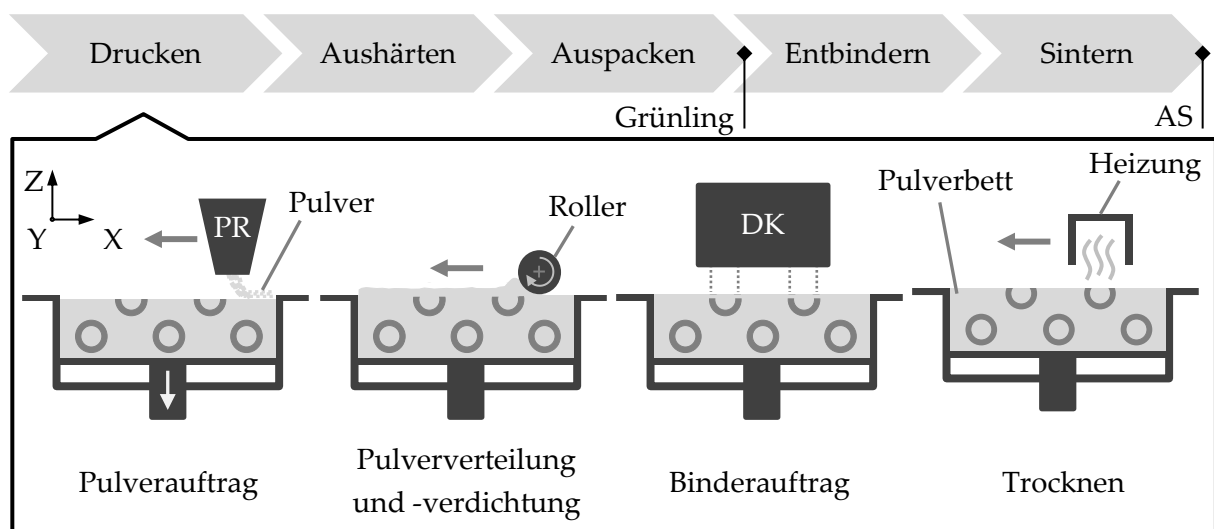 Drucken
Aushärten
Auspacken
Entbindern
Sintern
Grünling
AS
Z
Y
X
PR
Pulver
Roller
DK
Pulverbett
Heizung
Pulverauftrag
Pulververteilung
und -verdichtung
Binderauftrag
Trocknen